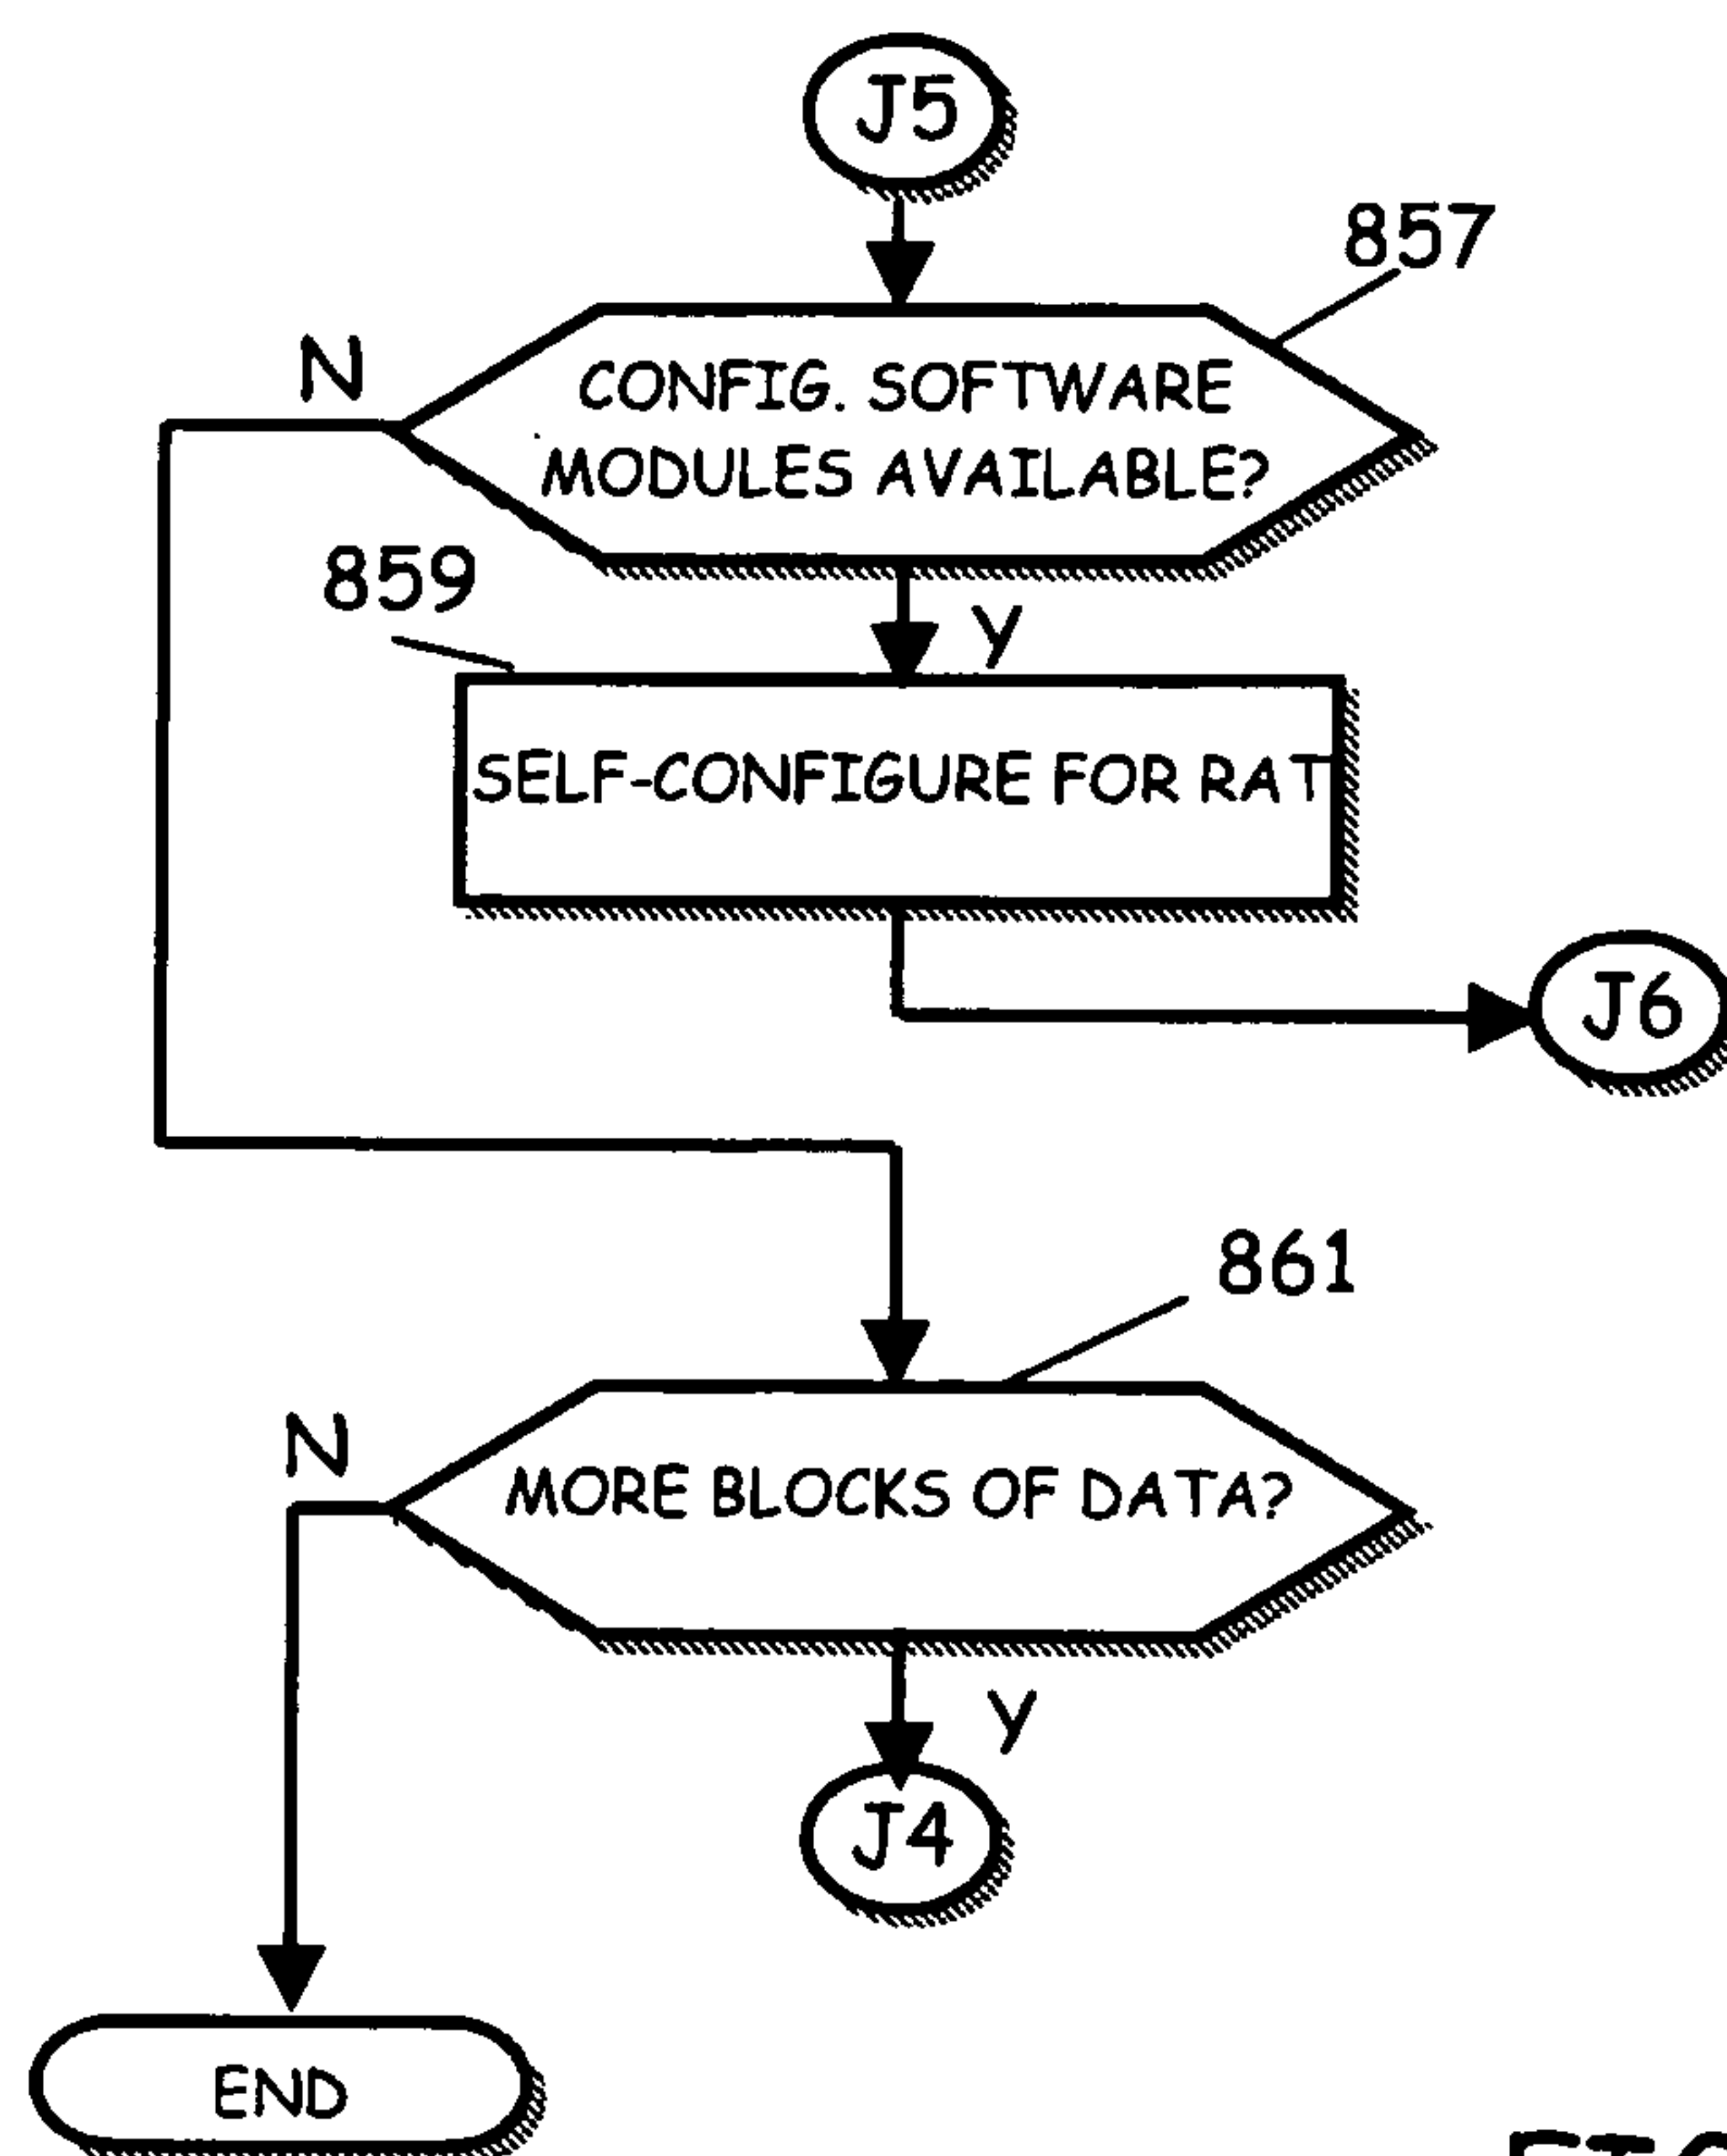 J5
857
N
CONFIG. SOFTWARE
MODULES AVAILABLE?
859
Y
SELF-CONFIGURE FOR RAT
J6
861
N
MORE BLOCKS OF DATA?
Y
J4
END